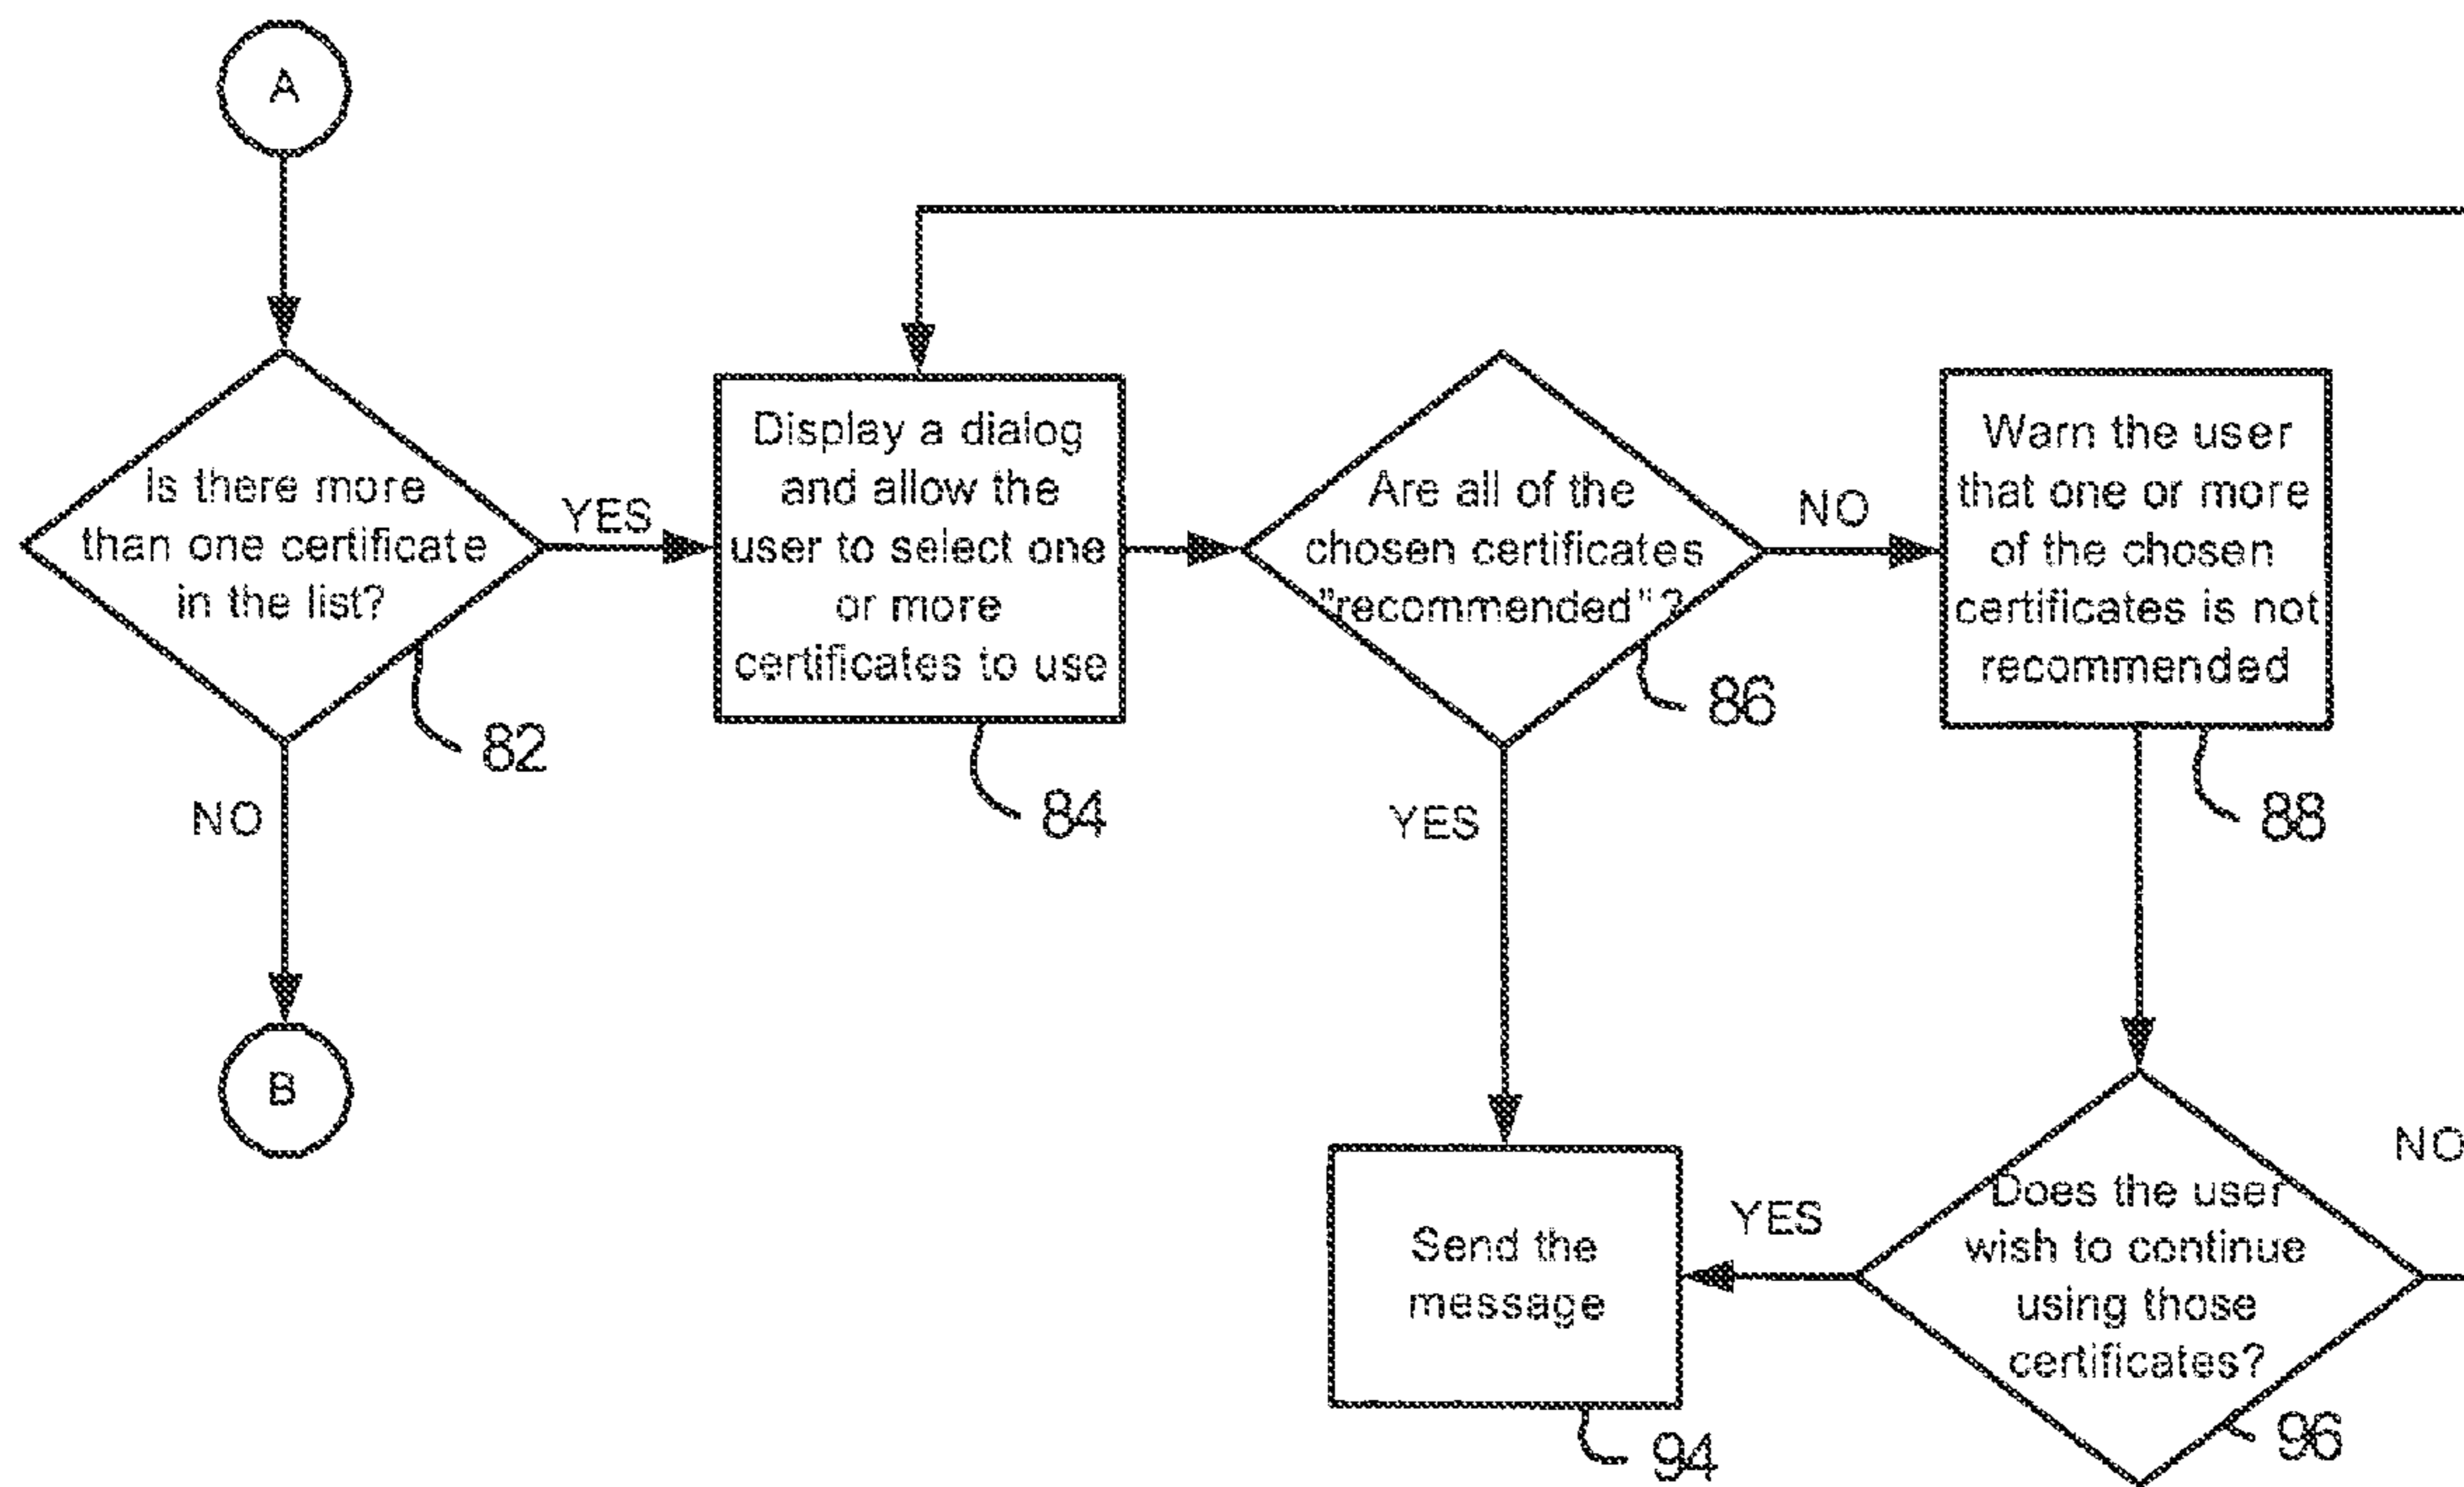 A
Is there more
than one certificate
in the list?
82
YES
NO
B
Display a dialog
and allow the
user to select one
or more
certificates to use
84
Are all of the
chosen certificates
"recommended"?
86
NO
YES
Warn the user
that one or more
of the chosen
certificates is not
recommended
88
Send the
message
94
YES
Does the user
wish to continue
using those
certificates?
96
NO